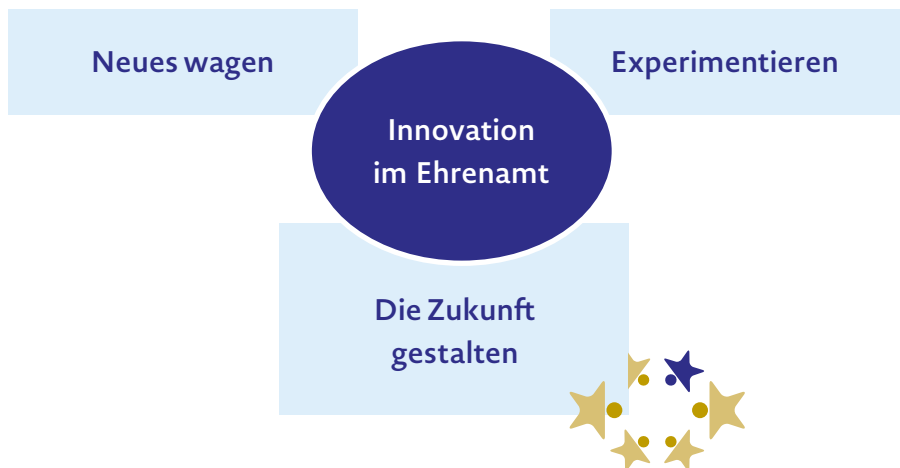 Neues wagen
Experimentieren
Innovation
im Ehrenamt
Die Zukunft
gestalten